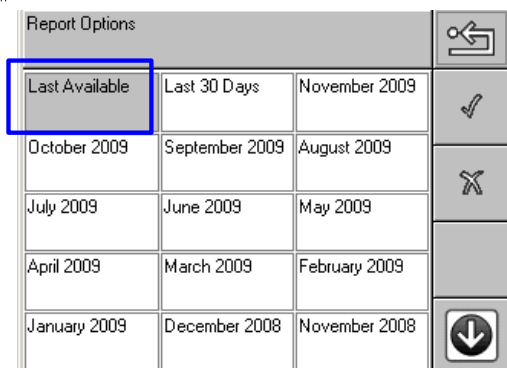 Report Options
Last Available
Last 30 Days
November 2009
October 2009
September 2009
August 2009
July 2009
June 2009
May 2009
April 2009
March 2009
February 2009
January 2009
December 2008
November 2008